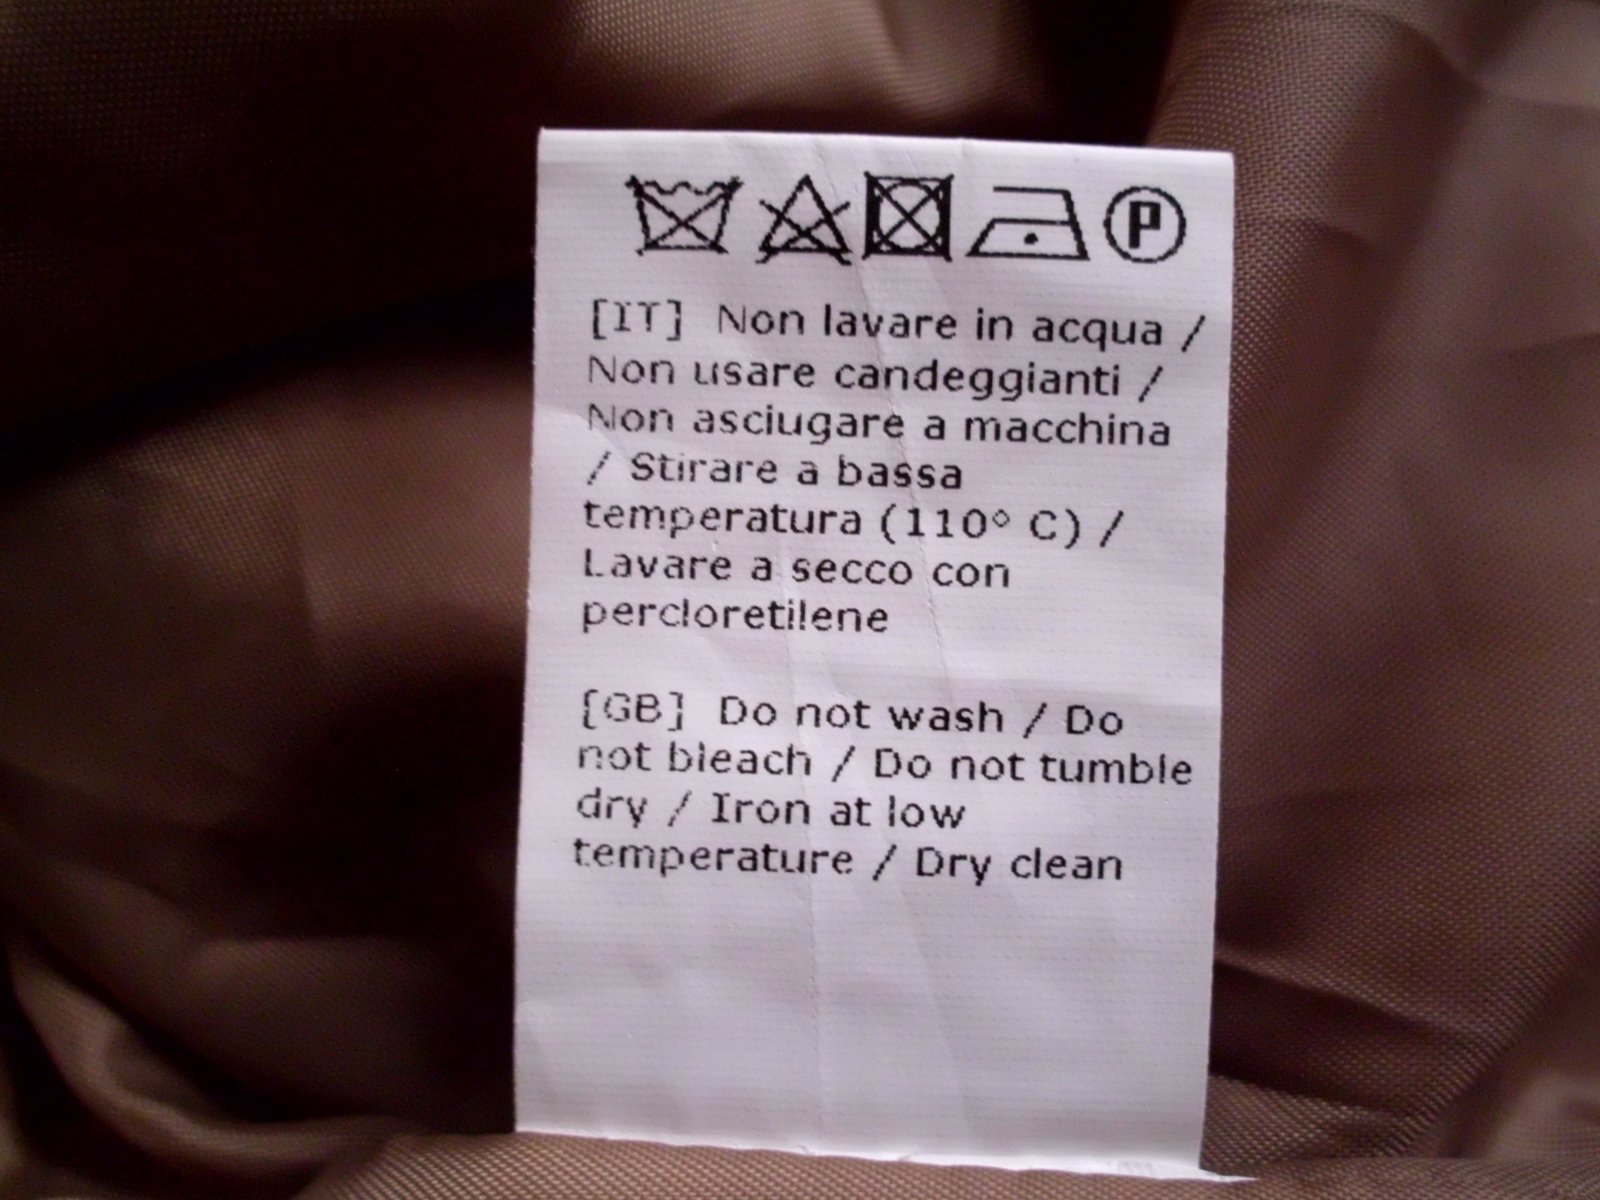 P
[IT] Non lavare in acqua /
Non usare candeggianti /
Non asciugare a macchina
/ Stirare a bassa
temperatura (110° C) /
Lavare a secco con
percloretilene
[GB] Do not wash / Do
not bleach / Do not tumble
dry / Iron at low
temperature / Dry clean